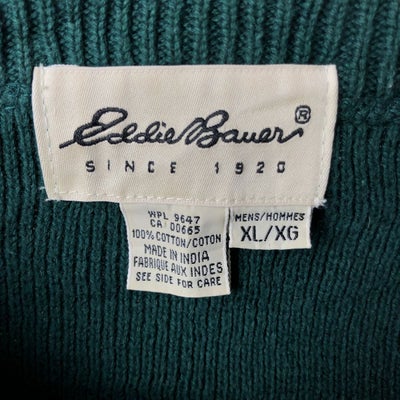 Eddie Bauer®
SINCE 1920
WPL 9647
CA 00665
100% COTTON/COTON
MADE IN INDIA
FABRIQUE AUX INDES
SEE SIDE FOR CARE
MENS/HOMMES
XL/XG